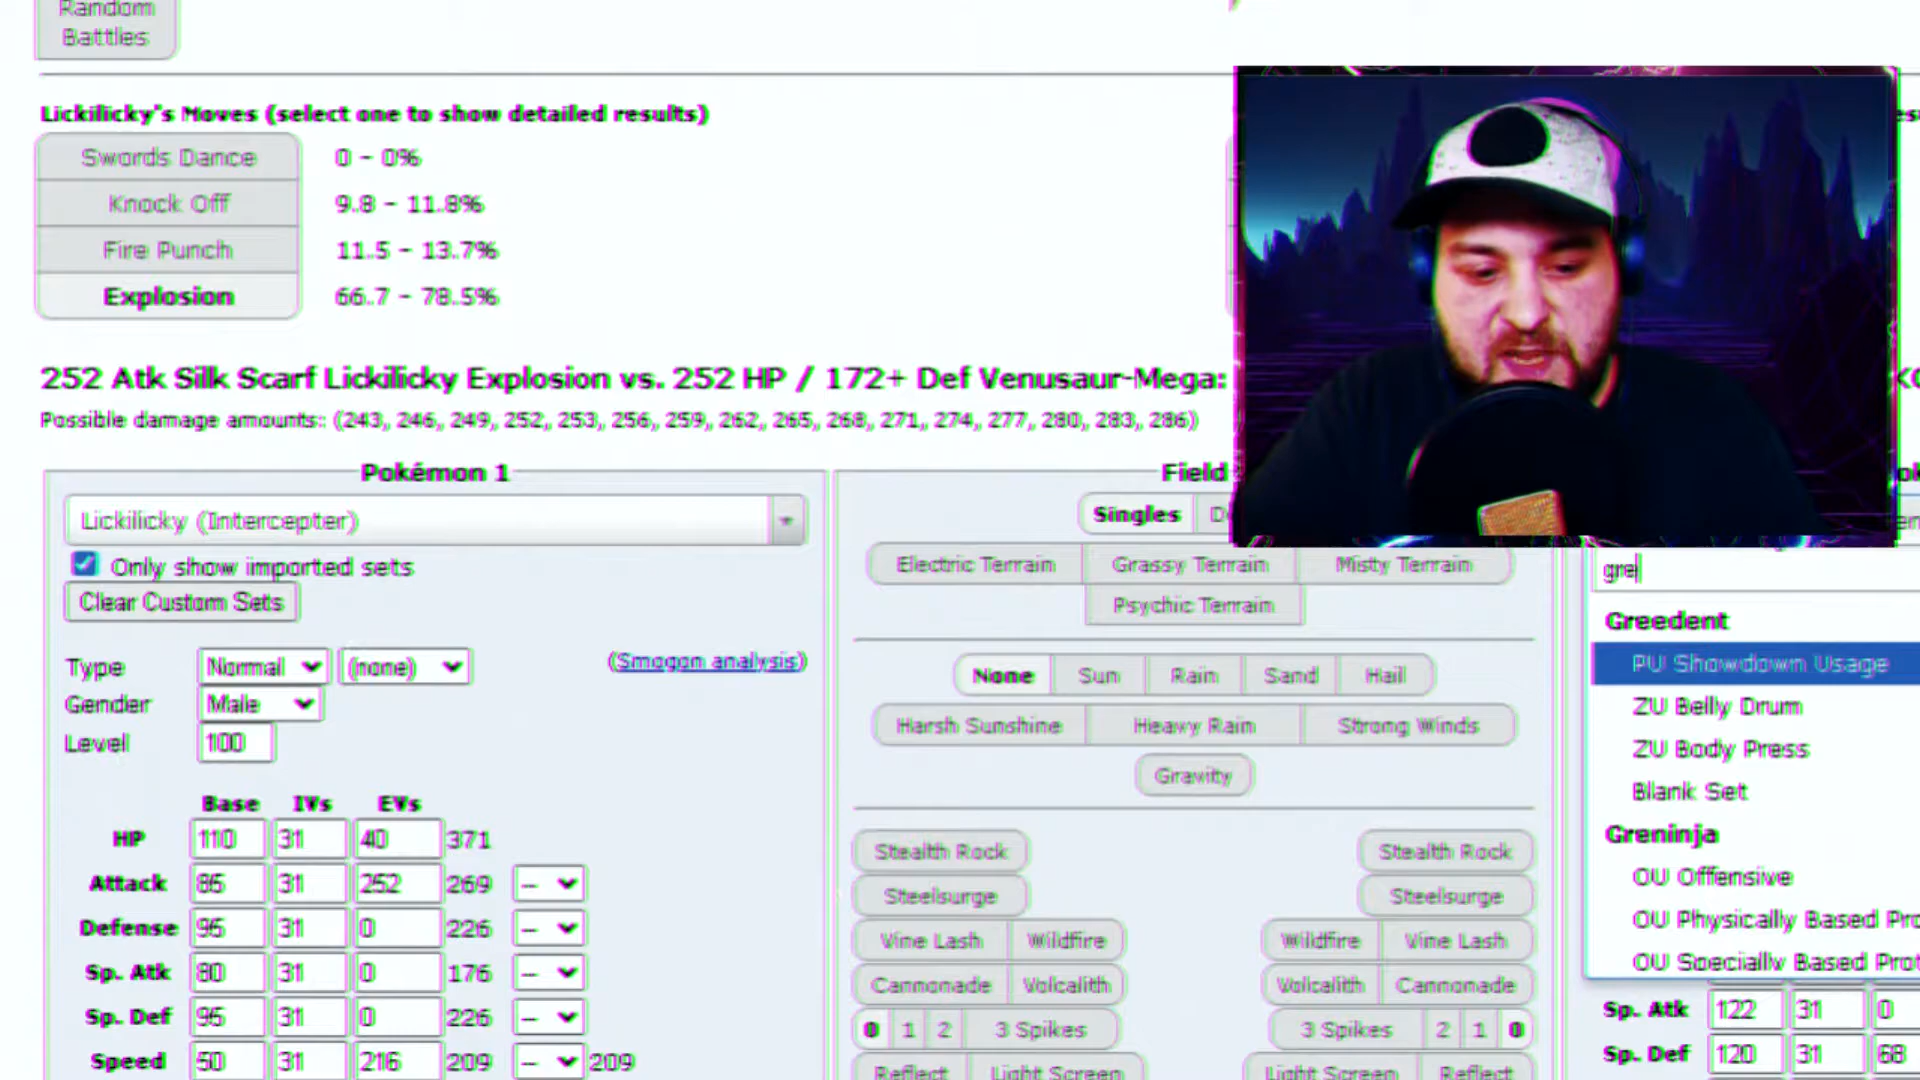 Random
Battles
Lickilicky's Moves (select one to show detailed results)
Swords Dance 0 - 0%
Knock Off 9.8 - 11.8%
Fire Punch 11.5 - 13.7%
Explosion 66.7 - 78.5%
252 Atk Silk Scarf Lickilicky Explosion vs. 252 HP / 172+ Def Venusaur-Mega:
Possible damage amounts: (243, 246, 249, 252, 253, 256, 259, 262, 265, 268, 271, 274, 277, 280, 283, 286)
Pokémon 1
Lickilicky (Intercepter)
Only show imported sets
Clear Custom Sets
Type Normal (none) (Smogon analysis)
Gender Male
Level 100
Base IVs EVs
HP 110 31 40 371
Attack 85 31 252 269 --
Defense 95 31 0 226 --
Sp. Atk 80 31 0 176 --
Sp. Def 95 31 0 226 --
Speed 50 31 216 209 -- 209
Field
Singles
Electric Terrain Grassy Terrain Misty Terrain
Psychic Terrain
None Sun Rain Sand Hail
Harsh Sunshine Heavy Rain Strong Winds
Gravity
Stealth Rock Stealth Rock
Steelsurge Steelsurge
Vine Lash Wildfire Wildfire Vine Lash
Cannonade Volcalith Volcalith Cannonade
0 1 2 3 Spikes 3 Spikes 2 1 0
Reflect Light Screen Light Screen Reflect
gre
Greedent
PU Showdown Usage
ZU Belly Drum
ZU Body Press
Blank Set
Greninja
OU Offensive
OU Physically Based Pro
OU Specially Based Prot
Sp. Atk 122 31 0
Sp. Def 120 31 68